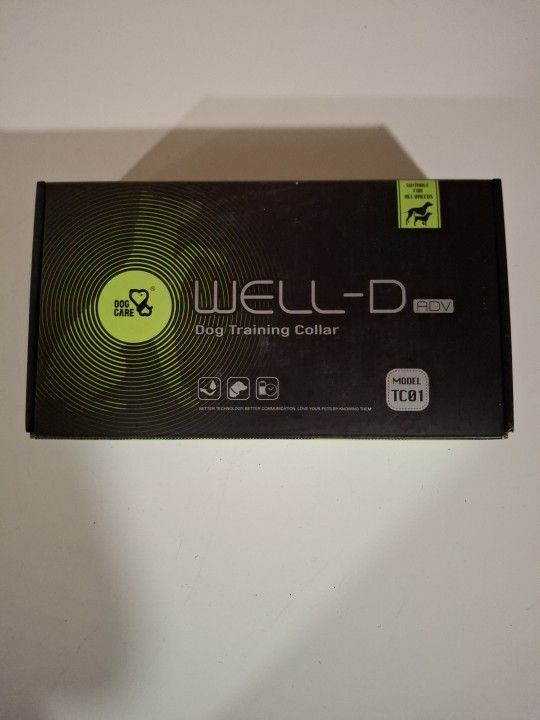 SUITABLE
FOR
ALL BREEDS
DOG
CARE
®
WELL-D ADV
Dog Training Collar
MODEL
TC01
BETTER TECHNOLOGY. BETTER COMMUNICATION. LOVE YOUR PETS BY KNOWING THEM